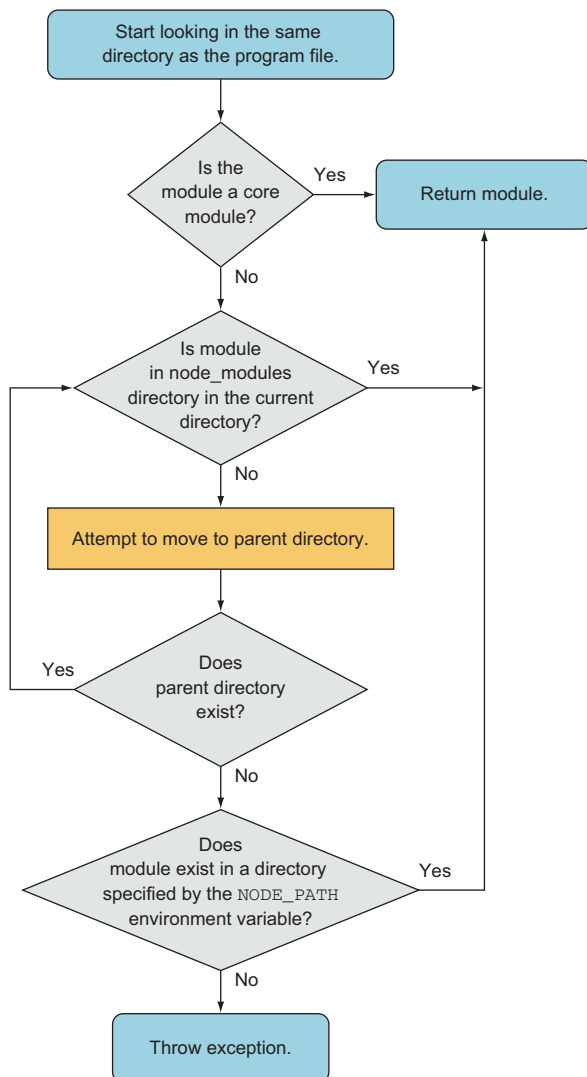 Start looking in the same
directory as the program file.
Is the
module a core
module?
Yes
Return module.
No
Is module
in node_modules
directory in the current
directory?
Yes
No
Attempt to move to parent directory.
Yes
Does
parent directory
exist?
No
Does
module exist in a directory
specified by the NODE_PATH
environment variable?
Yes
No
Throw exception.